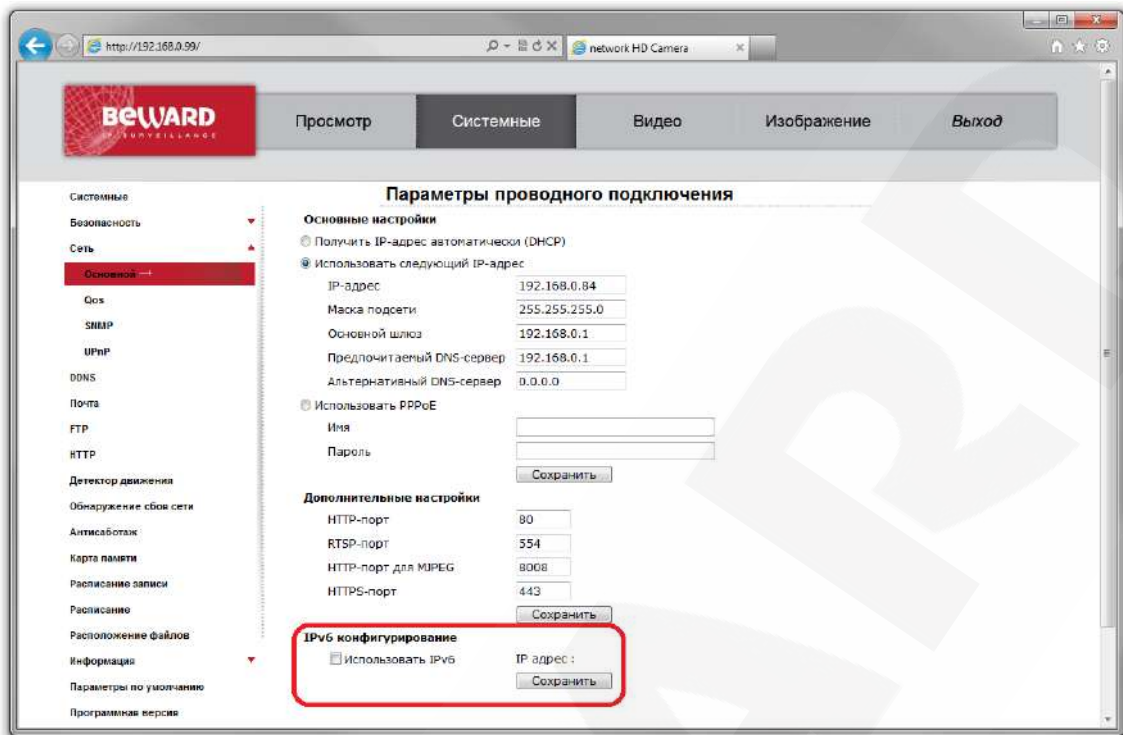 http://192.168.0.99/
network HD Camera
BEWARD
IP SURVEILLANCE
Просмотр
Системные
Видео
Изображение
Выход
Системные
Безопасность
Сеть
Основной
Qos
SNMP
UPnP
DDNS
Почта
FTP
HTTP
Детектор движения
Обнаружение сбоя сети
Антисаботаж
Карта памяти
Расписание записи
Расписание
Расположение файлов
Информация
Параметры по умолчанию
Программная версия
Параметры проводного подключения
Основные настройки
Получить IP-адрес автоматически (DHCP)
Использовать следующий IP-адрес
IP-адрес 192.168.0.84
Маска подсети 255.255.255.0
Основной шлюз 192.168.0.1
Предпочитаемый DNS-сервер 192.168.0.1
Альтернативный DNS-сервер 0.0.0.0
Использовать PPPoE
Имя
Пароль
Сохранить
Дополнительные настройки
HTTP-порт 80
RTSP-порт 554
HTTP-порт для MJPEG 8008
HTTPS-порт 443
Сохранить
IPv6 конфигурирование
Использовать IPv6 IP адрес :
Сохранить